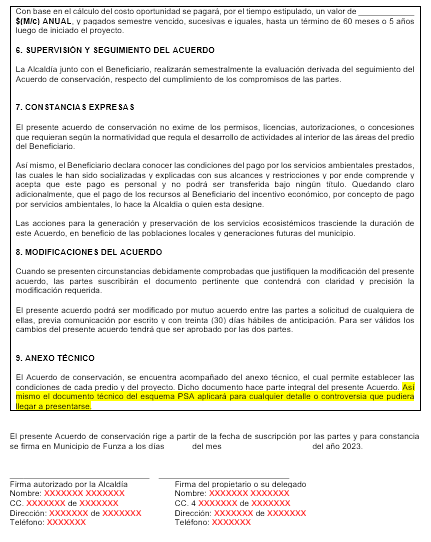 Con base en el cálculo del costo oportunidad se pagará, por el tiempo estipulado, un valor de ____________
$(M/c) ANUAL, y pagados semestre vencido, sucesivas e iguales, hasta un término de 60 meses o 5 años
luego de iniciado el proyecto.
6. SUPERVISIÓN Y SEGUIMIENTO DEL ACUERDO
La Alcaldía junto con el Beneficiario, realizarán semestralmente la evaluación derivada del seguimiento del
Acuerdo de conservación, respecto del cumplimiento de los compromisos de las partes.
7. CONSTANCIAS EXPRESAS
El presente acuerdo de conservación no exime de los permisos, licencias, autorizaciones, o concesiones
que requieran según la normatividad que regula el desarrollo de actividades al interior de las áreas del predio
del Beneficiario.
Así mismo, el Beneficiario declara conocer las condiciones del pago por los servicios ambientales prestados,
las cuales le han sido socializadas y explicadas con sus alcances y restricciones y por ende comprende y
acepta que este pago es personal y no podrá ser transferida bajo ningún título. Quedando claro
adicionalmente, que el pago de los recursos al Beneficiario del incentivo económico, por concepto de pago
por servicios ambientales, lo hace la Alcaldía o quien esta designe.
Las acciones para la generación y preservación de los servicios ecosistémicos trasciende la duración de
este Acuerdo, en beneficio de las poblaciones locales y generaciones futuras del municipio.
8. MODIFICACIONES DEL ACUERDO
Cuando se presenten circunstancias debidamente comprobadas que justifiquen la modificación del presente
acuerdo, las partes suscribirán el documento pertinente que contendrá con claridad y precisión la
modificación requerida.
El presente acuerdo podrá ser modificado por mutuo acuerdo entre las partes a solicitud de cualquiera de
ellas, previa comunicación por escrito y con treinta (30) días hábiles de anticipación. Para ser válidos los
cambios del presente acuerdo tendrá que ser aprobado por las dos partes.
9. ANEXO TÉCNICO
El Acuerdo de conservación, se encuentra acompañado del anexo técnico, el cual permite establecer las
condiciones de cada predio y del proyecto. Dicho documento hace parte integral del presente Acuerdo. Así
mismo el documento técnico del esquema PSA aplicará para cualquier detalle o controversia que pudiera
llegar a presentarse.
El presente Acuerdo de conservación rige a partir de la fecha de suscripción por las partes y para constancia
se firma en Municipio de Funza a los días del mes del año 2023.
Firma autorizado por la Alcaldía Firma del propietario o su delegado
Nombre: XXXXXXX XXXXXXX Nombre: XXXXXXX XXXXXXX
CC. XXXXXXX de XXXXXXX CC. 4 XXXXXXX de XXXXXXX
Dirección: XXXXXXX de XXXXXXX Dirección: XXXXXXX de XXXXXXX
Teléfono: XXXXXXX Teléfono: XXXXXXX